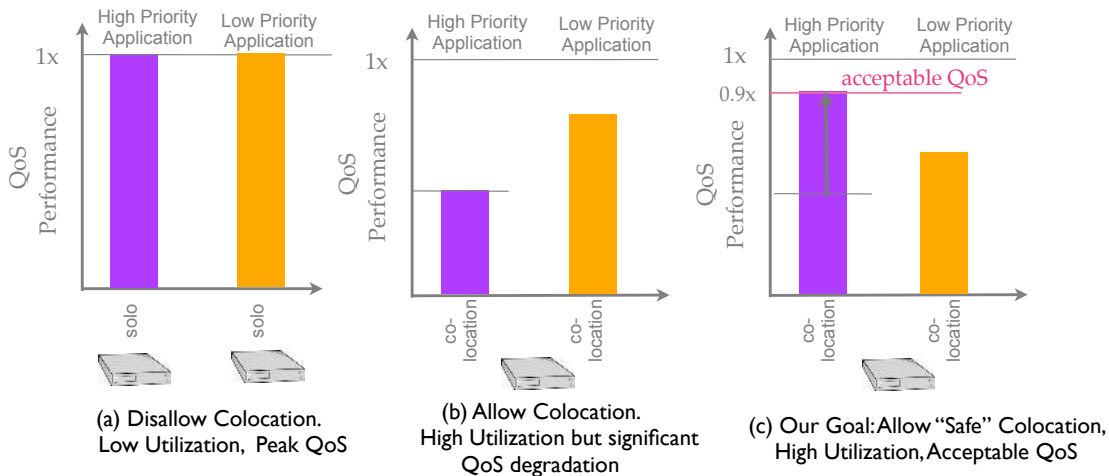 High Priority
Application
Low Priority
Application
1x
QoS
Performance
solo
solo
(a) Disallow Colocation.
Low Utilization, Peak QoS
High Priority
Application
Low Priority
Application
1x
QoS
Performance
co-
location
co-
location
(b) Allow Colocation.
High Utilization but significant
QoS degradation
High Priority
Application
Low Priority
Application
1x
acceptable QoS
0.9x
QoS
Performance
co-
location
co-
location
(c) Our Goal: Allow “Safe” Colocation,
High Utilization, Acceptable QoS